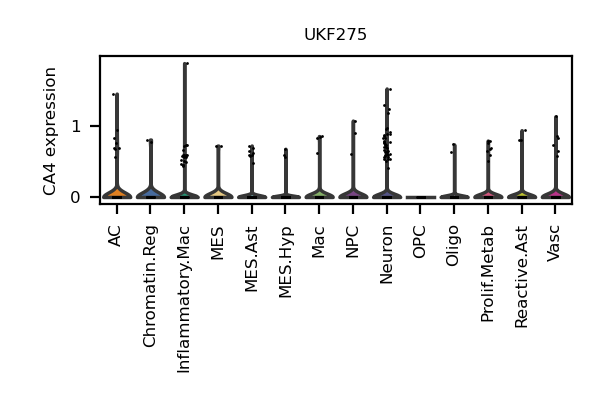 UKF275
CA4 expression
1
0
AC
Chromatin.Reg
Inflammatory.Mac
MES
MES.Ast
MES.Hyp
Mac
NPC
Neuron
OPC
Oligo
Prolif.Metab
Reactive.Ast
Vasc